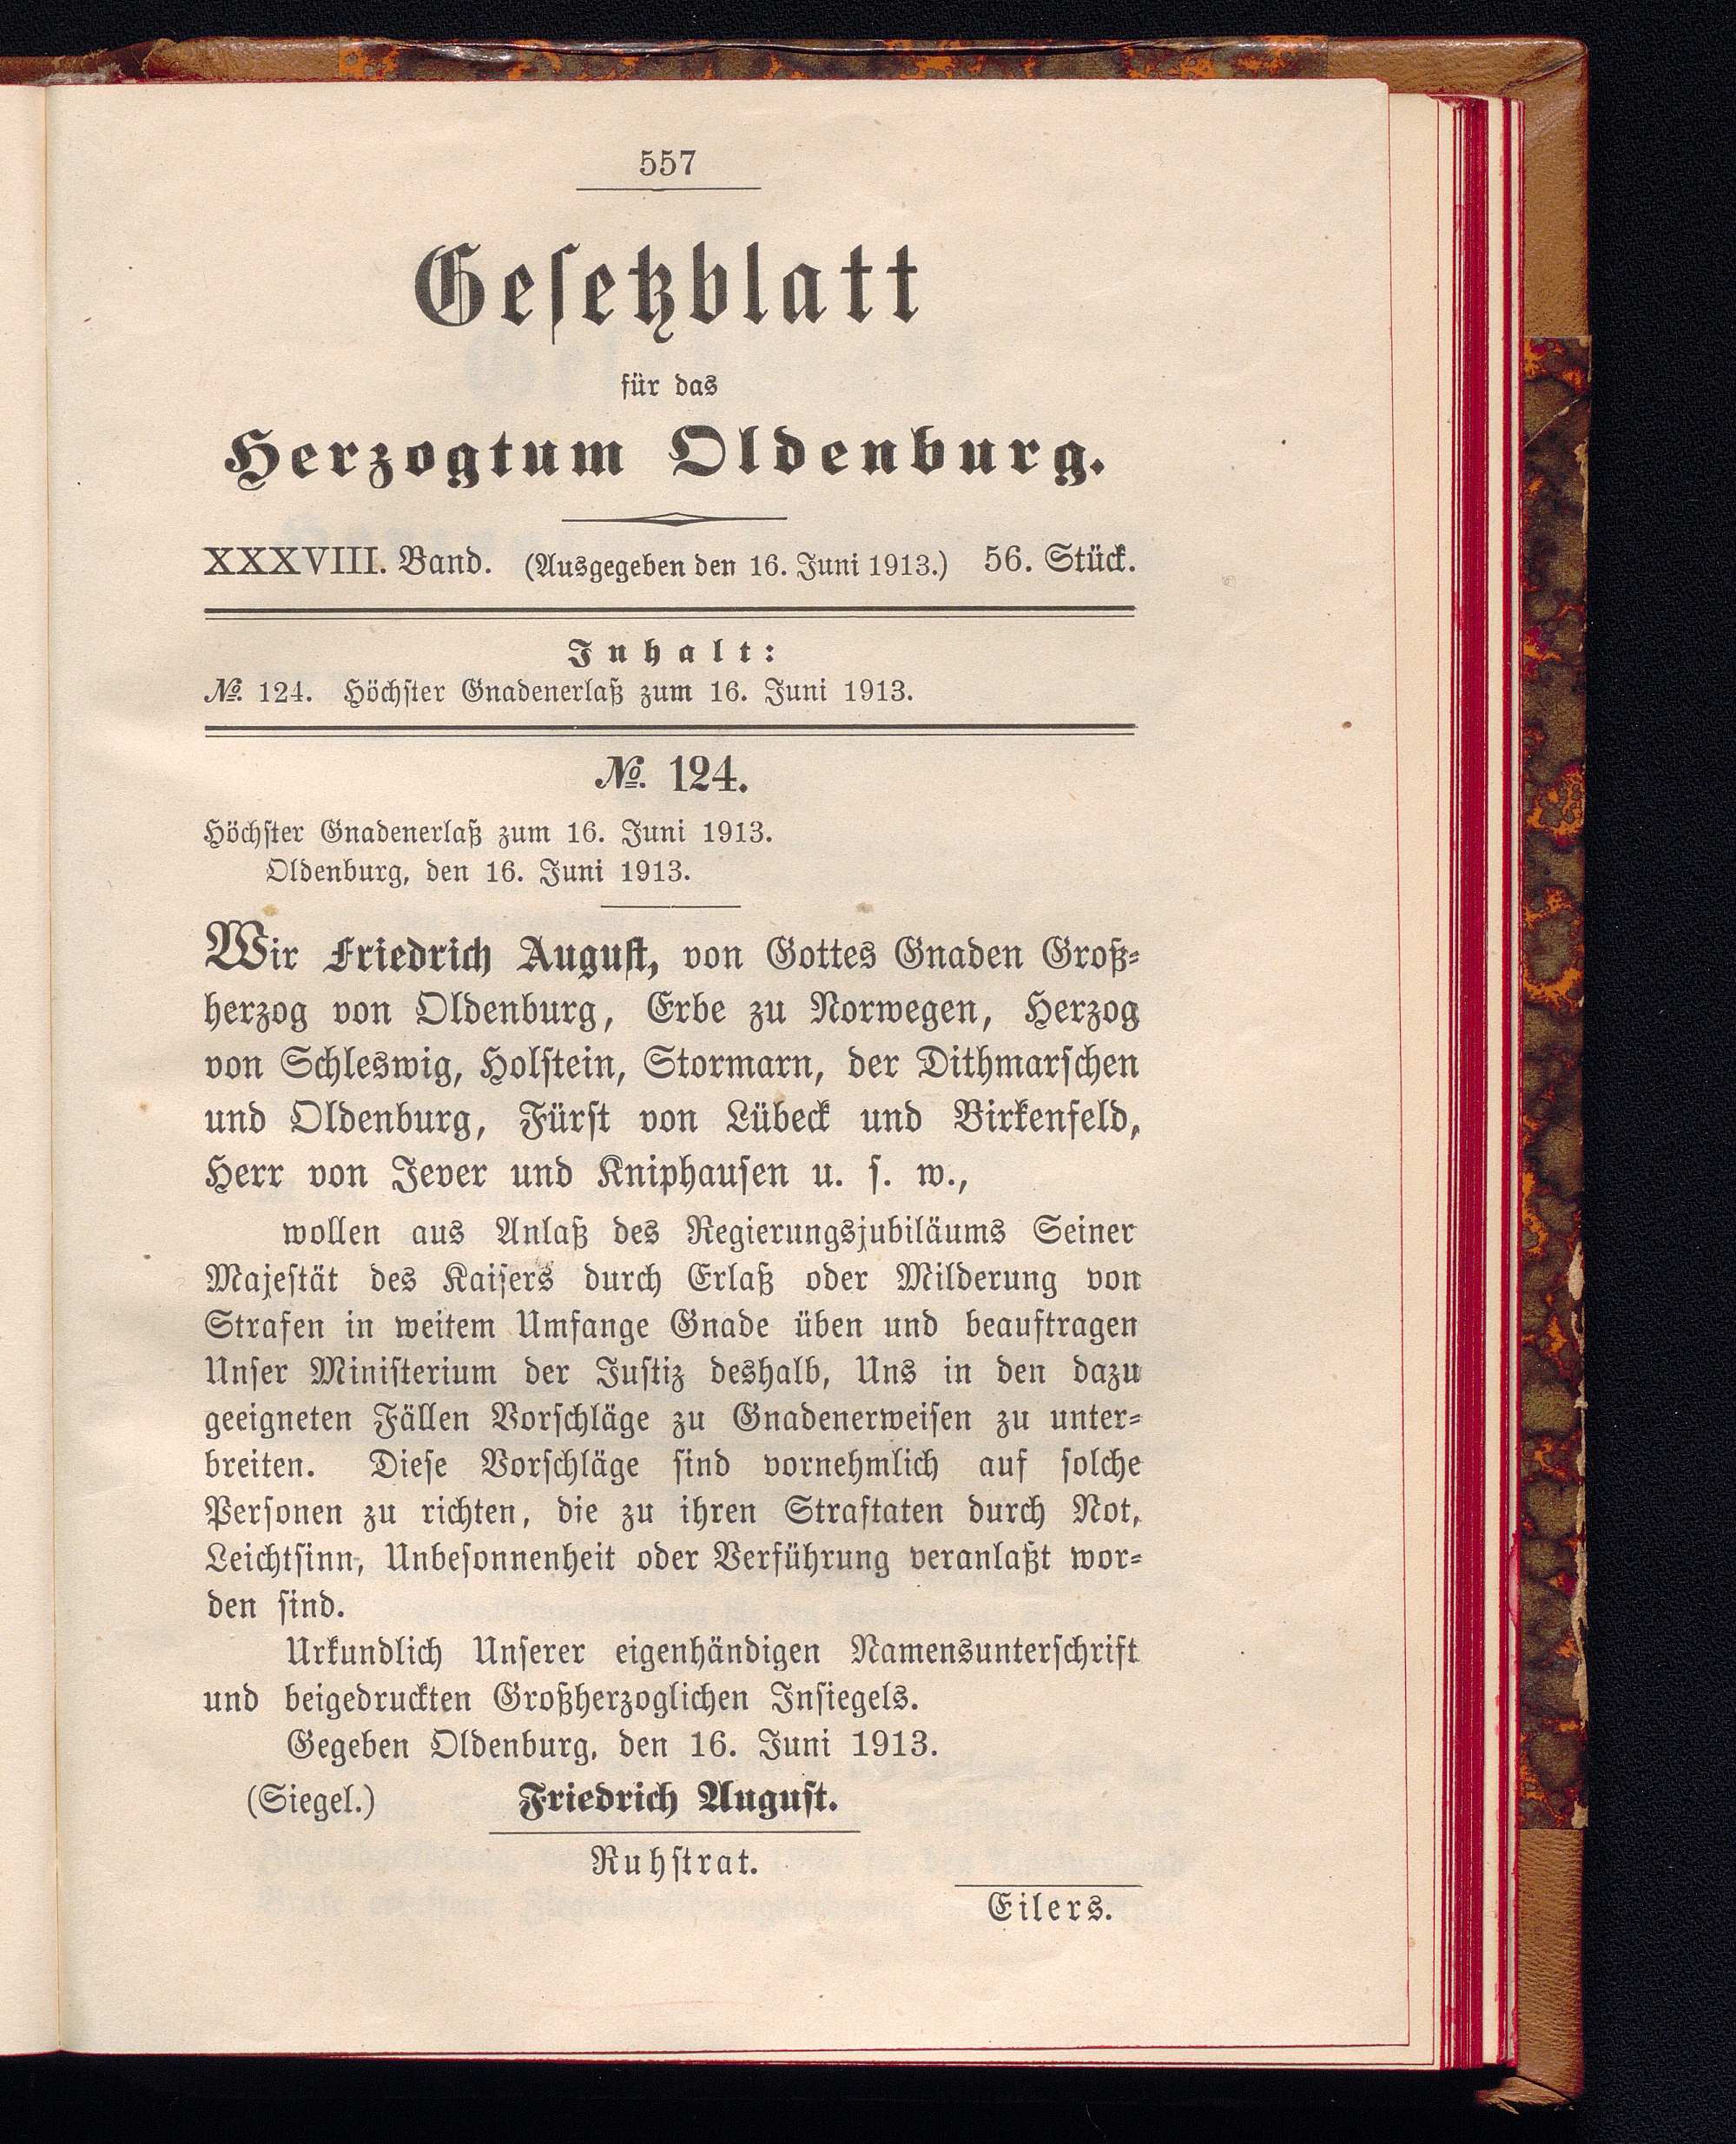 557
Gesetzblatt
für das
Herzogtum Oldenburg.
XXXVIII. Band. (Ausgegeben den 16. Juni 1913.) 56. Stück.
Inhalt:
№. 124. Höchster Gnadenerlaß zum 16. Juni 1913.
№. 124.
Höchster Gnadenerlaß zum 16. Juni 1913.
Oldenburg, den 16. Juni 1913.
Wir Friedrich August, von Gottes Gnaden Groß-
herzog von Oldenburg, Erbe zu Norwegen, Herzog
von Schleswig, Holstein, Stormarn, der Dithmarschen
und Oldenburg, Fürst von Lübeck und Birkenfeld,
Herr von Jever und Kniphausen u. s. w.,
wollen aus Anlaß des Regierungsjubiläums Seiner
Majestät des Kaisers durch Erlaß oder Milderung von
Strafen in weitem Umfange Gnade üben und beauftragen
Unser Ministerium der Justiz deshalb, Uns in den dazu
geeigneten Fällen Vorschläge zu Gnadenerweisen zu unter-
breiten. Diese Vorschläge sind vornehmlich auf solche
Personen zu richten, die zu ihren Straftaten durch Not,
Leichtsinn, Unbesonnenheit oder Verführung veranlaßt wor-
den sind.
Urkundlich Unserer eigenhändigen Namensunterschrift
und beigedruckten Großherzoglichen Insiegels.
Gegeben Oldenburg, den 16. Juni 1913.
(Siegel.) Friedrich August.
Ruhstrat.
Eilers.